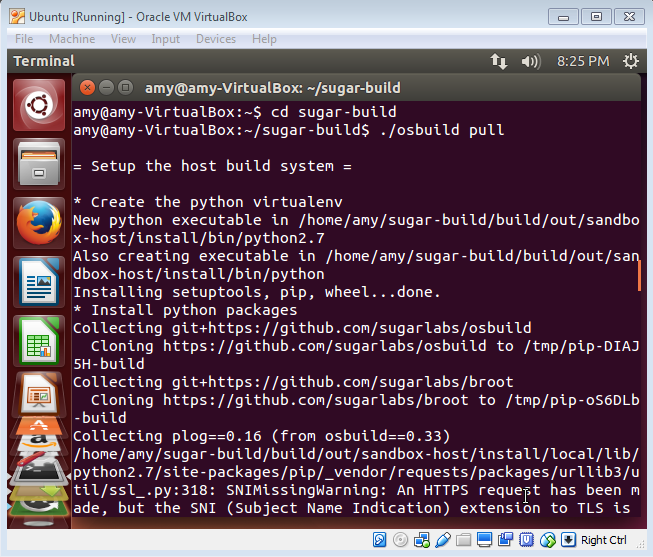 Ubuntu [Running] - Oracle VM VirtualBox
File Machine View Input Devices Help
Terminal 8:25 PM
amy@amy-VirtualBox: ~/sugar-build
amy@amy-VirtualBox:~$ cd sugar-build
amy@amy-VirtualBox:~/sugar-build$ ./osbuild pull
= Setup the host build system =
* Create the python virtualenv
New python executable in /home/amy/sugar-build/build/out/sandbo
x-host/install/bin/python2.7
Also creating executable in /home/amy/sugar-build/build/out/san
dbox-host/install/bin/python
Installing setuptools, pip, wheel...done.
* Install python packages
Collecting git+https://github.com/sugarlabs/osbuild
Cloning https://github.com/sugarlabs/osbuild to /tmp/pip-DIAJ
5H-build
Collecting git+https://github.com/sugarlabs/broot
Cloning https://github.com/sugarlabs/broot to /tmp/pip-oS6DLb
-build
Collecting plog==0.16 (from osbuild==0.33)
/home/amy/sugar-build/build/out/sandbox-host/install/local/lib/
python2.7/site-packages/pip/_vendor/requests/packages/urllib3/u
til/ssl_.py:318: SNIMissingWarning: An HTTPS request has been m
ade, but the SNI (Subject Name Indication) extension to TLS is
Right Ctrl